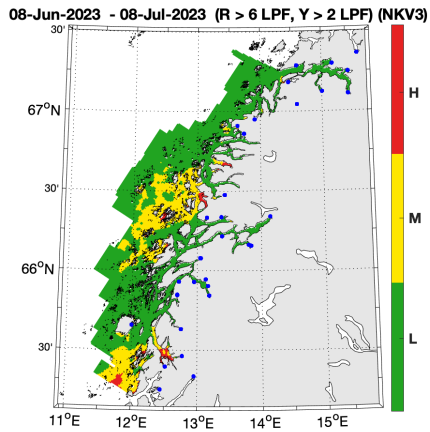 08-Jun-2023 - 08-Jul-2023 (R > 6 LPF, Y > 2 LPF) (NKV3)
30'
67°N
30'
66°N
30'
11°E 12°E 13°E 14°E 15°E
H
M
L